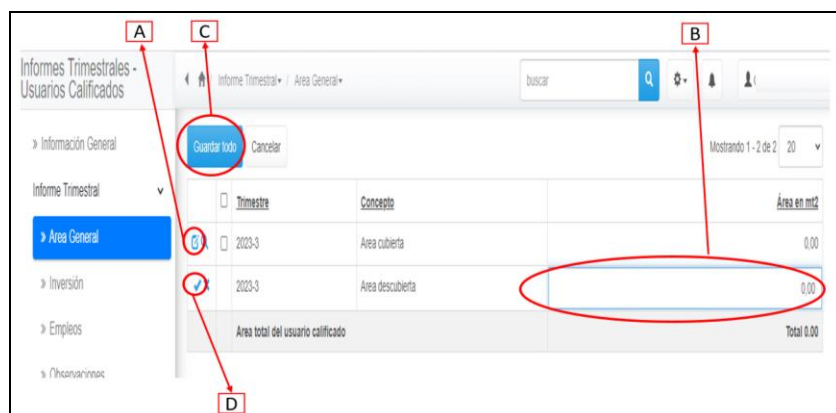 A
C
B
Informes Trimestrales -
Usuarios Calificados
Informe Trimestral / Area General
buscar
» Información General
Guardar todo Cancelar
Mostrando 1 - 2 de 2 20
Informe Trimestral
Trimestre Concepto Área en mt2
» Area General
2023-3 Area cubierta 0,00
» Inversión
2023-3 Area descubierta 0,00
» Empleos
Area total del usuario calificado Total 0.00
» Observaciones
D